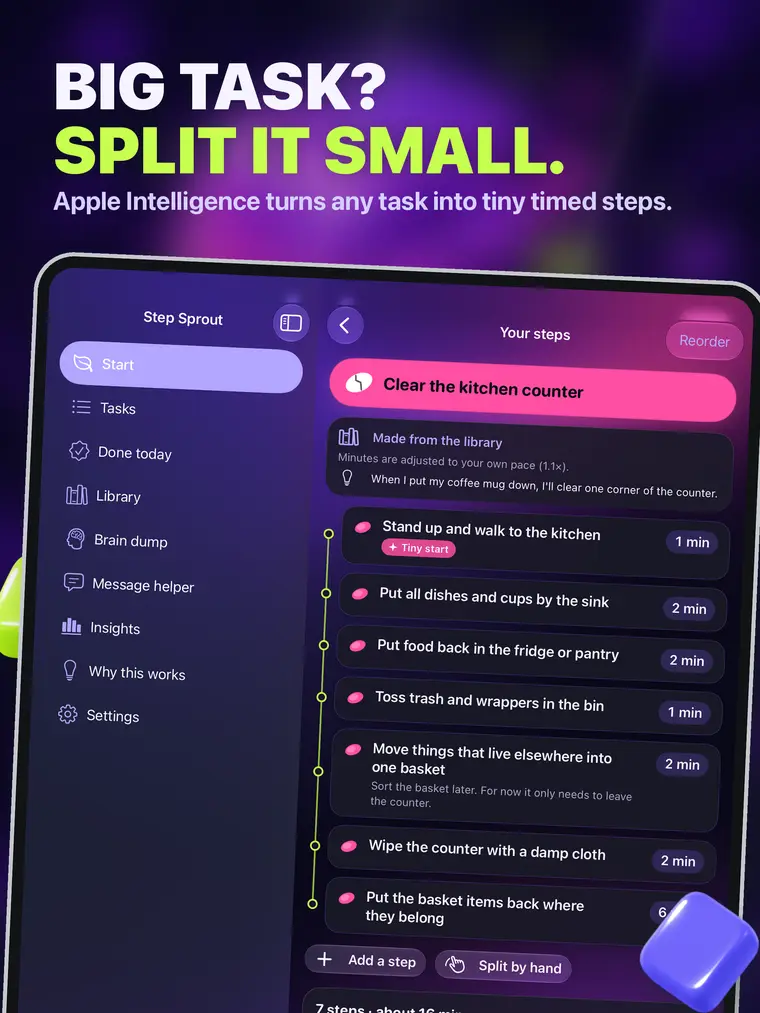 BIG TASK?
SPLIT IT SMALL.
Apple Intelligence turns any task into tiny timed steps.
Step Sprout
Start
Tasks
Done today
Library
Brain dump
Message helper
Insights
Why this works
Settings
Your steps
Reorder
Clear the kitchen counter
Made from the library
Minutes are adjusted to your own pace (1.1×).
When I put my coffee mug down, I'll clear one corner of the counter.
Stand up and walk to the kitchen
1 min
Tiny start
Put all dishes and cups by the sink
2 min
Put food back in the fridge or pantry
2 min
Toss trash and wrappers in the bin
1 min
Move things that live elsewhere into
one basket
2 min
Sort the basket later. For now it only needs to leave
the counter.
Wipe the counter with a damp cloth
2 min
Put the basket items back where
they belong
6
Add a step
Split by hand
7 steps · about 16 min